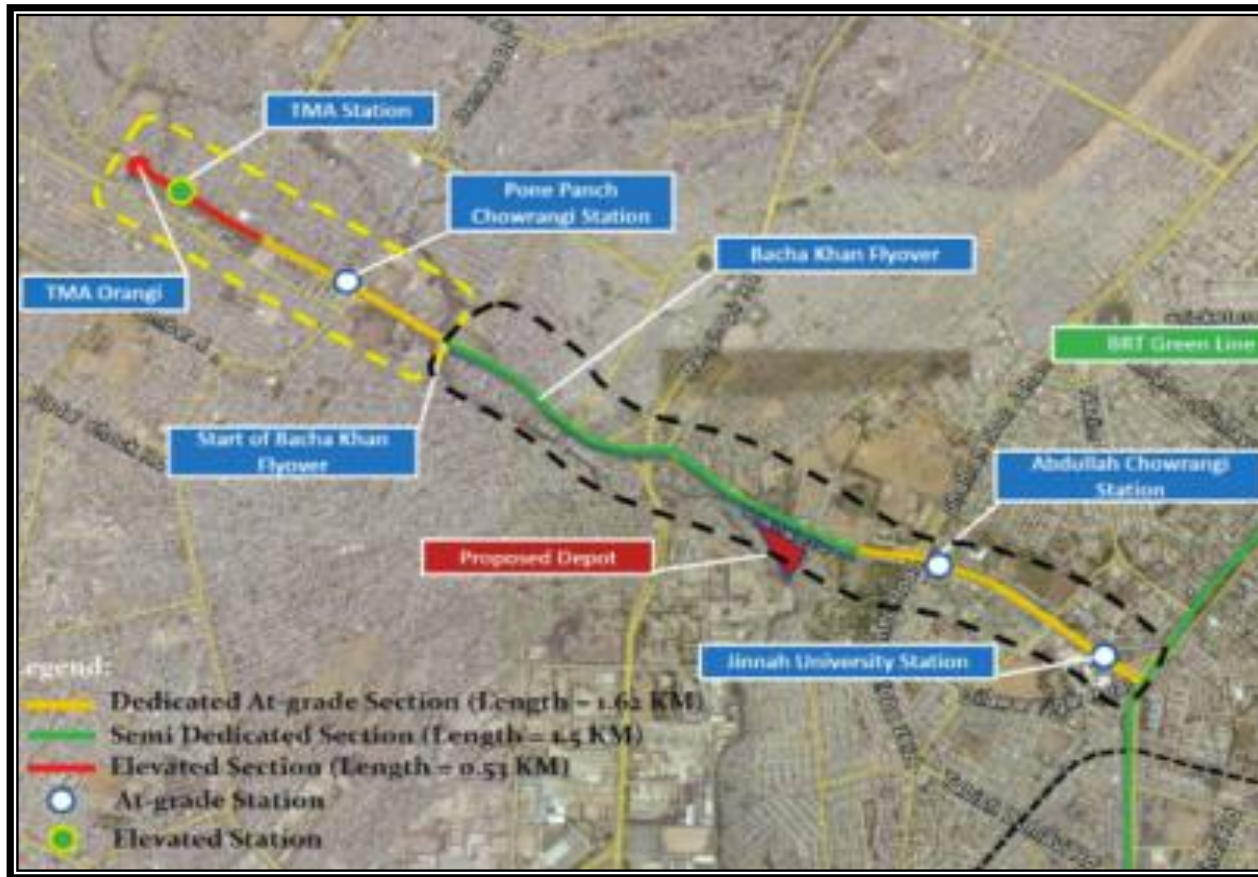 TMA Station
Pone Panch
Chowrangi Station
Bacha Khan Flyover
TMA Orangi
BRT Green Line
Start of Bacha Khan
Flyover
Abdullah Chowrangi
Station
Proposed Depot
Jinnah University Station
egend:
Dedicated At-grade Section (Length = 1.62 KM)
Semi Dedicated Section (Length = 1.5 KM)
Elevated Section (Length = 0.53 KM)
At-grade Station
Elevated Station